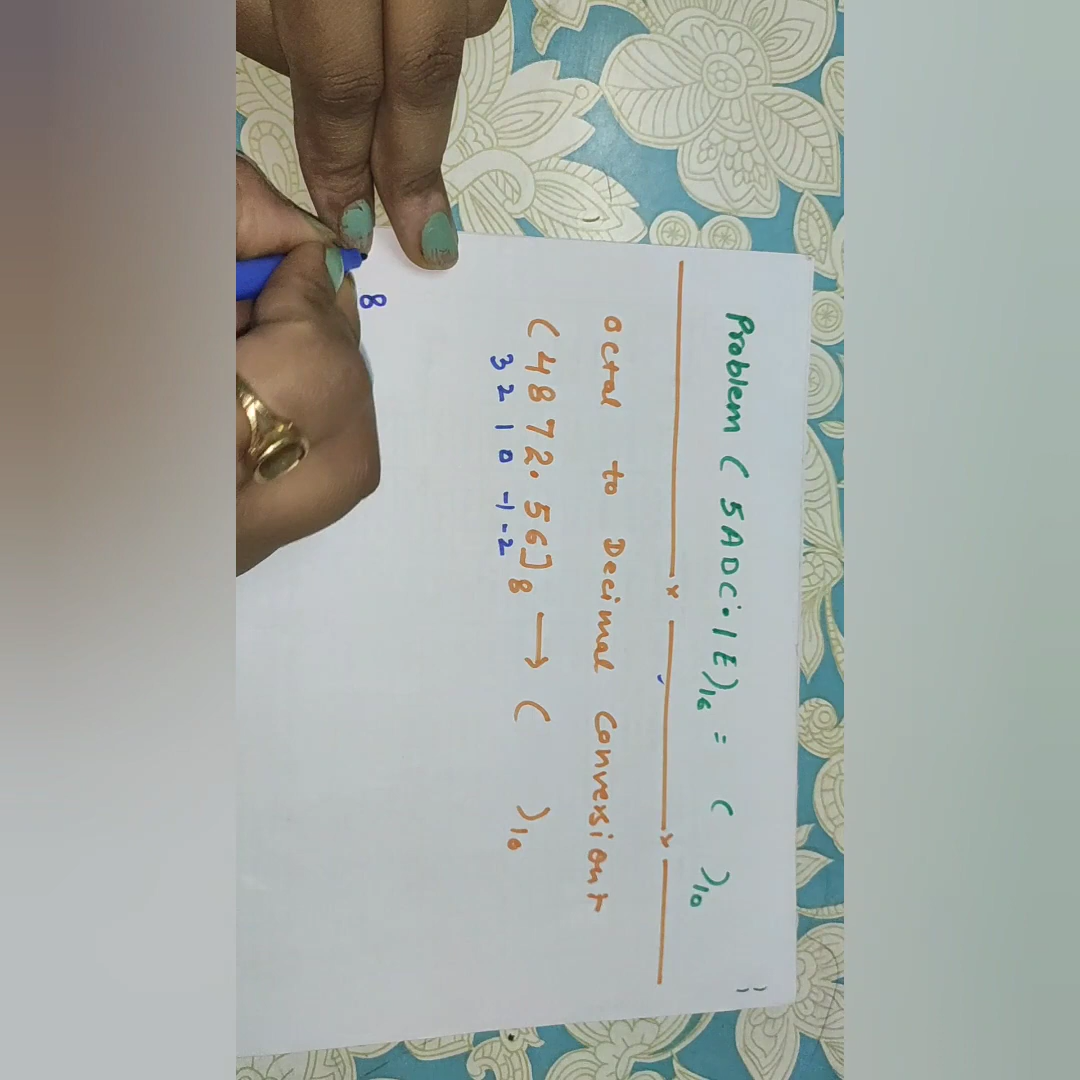 Problem ( 5ADC.1E)16 = ( )10
x x
octal to Decimal Conversion
(4872.56)8 → ( )10
3 2 1 0 -1 -2
8